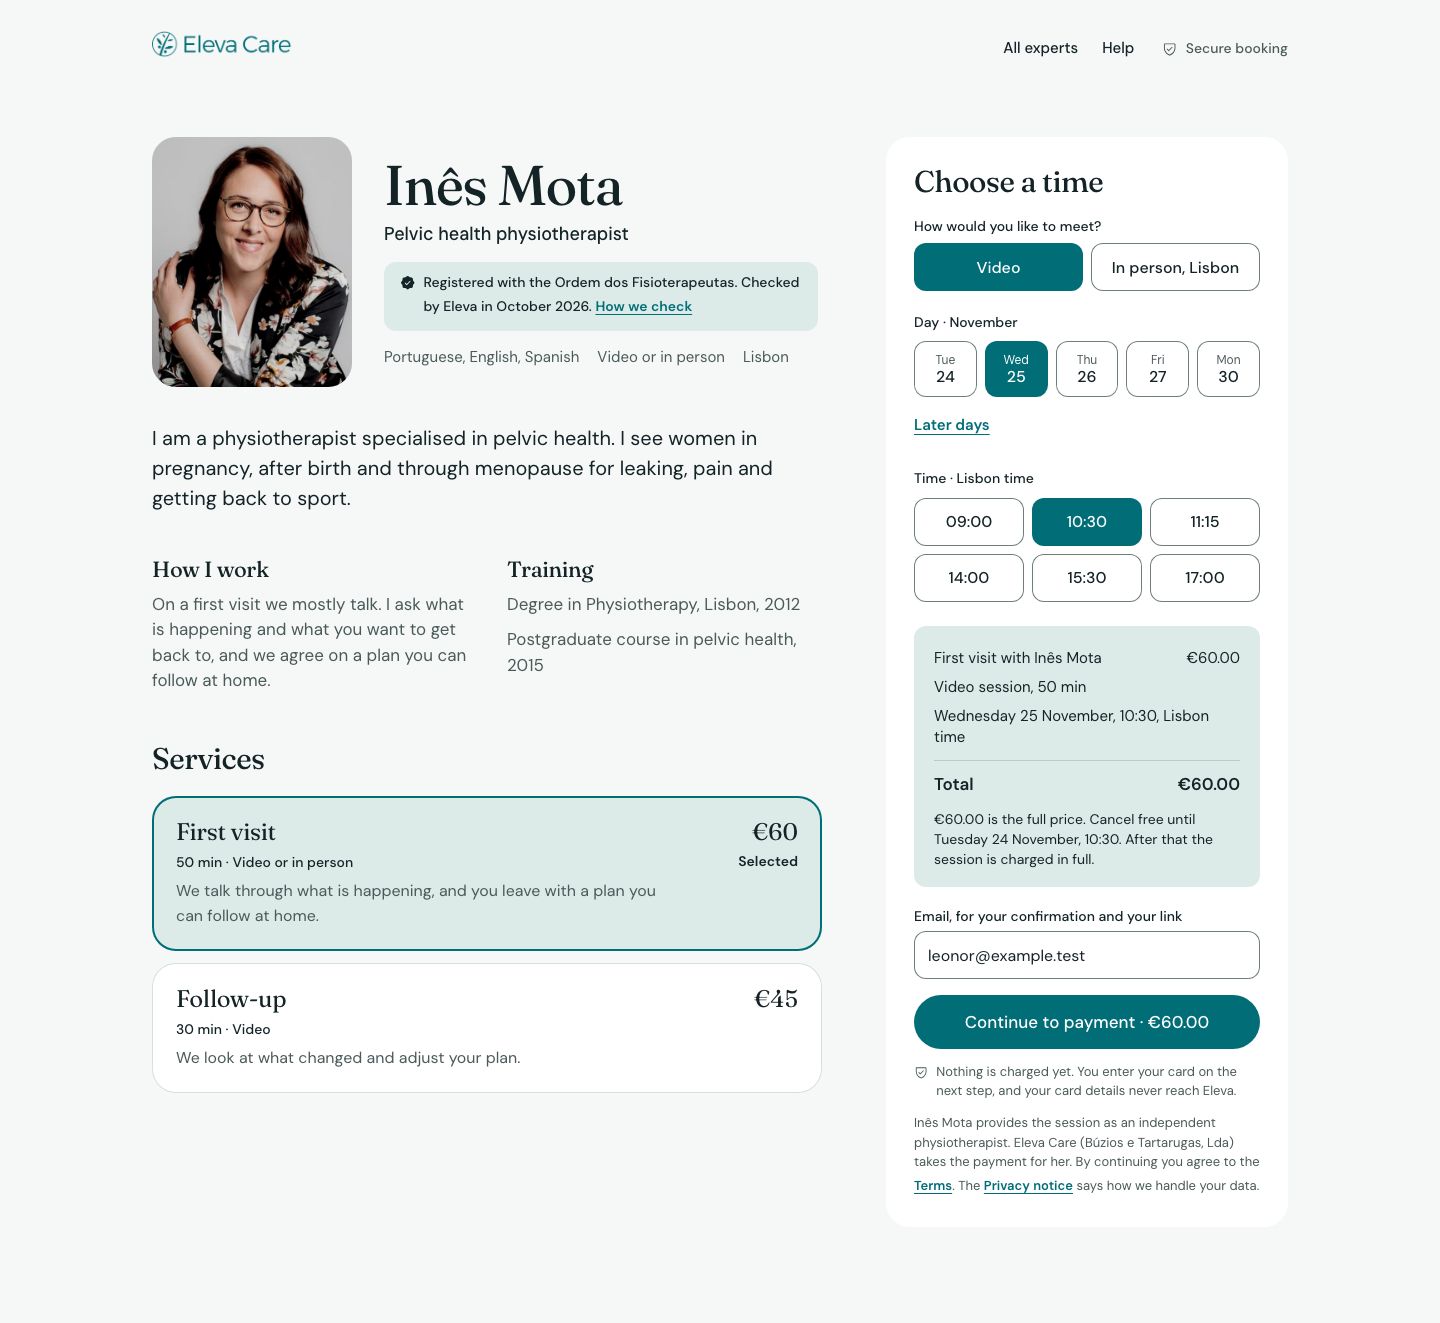 Eleva Care
All experts
Help
Secure booking
Inês Mota
Pelvic health physiotherapist
Registered with the Ordem dos Fisioterapeutas. Checked
by Eleva in October 2026. How we check
Portuguese, English, Spanish
Video or in person
Lisbon
I am a physiotherapist specialised in pelvic health. I see women in
pregnancy, after birth and through menopause for leaking, pain and
getting back to sport.
How I work
On a first visit we mostly talk. I ask what
is happening and what you want to get
back to, and we agree on a plan you can
follow at home.
Training
Degree in Physiotherapy, Lisbon, 2012
Postgraduate course in pelvic health,
2015
Services
First visit
€60
50 min · Video or in person
Selected
We talk through what is happening, and you leave with a plan you
can follow at home.
Follow-up
€45
30 min · Video
We look at what changed and adjust your plan.
Choose a time
How would you like to meet?
Video
In person, Lisbon
Day · November
Tue
24
Wed
25
Thu
26
Fri
27
Mon
30
Later days
Time · Lisbon time
09:00
10:30
11:15
14:00
15:30
17:00
First visit with Inês Mota
€60.00
Video session, 50 min
Wednesday 25 November, 10:30, Lisbon
time
Total
€60.00
€60.00 is the full price. Cancel free until
Tuesday 24 November, 10:30. After that the
session is charged in full.
Email, for your confirmation and your link
leonor@example.test
Continue to payment · €60.00
Nothing is charged yet. You enter your card on the
next step, and your card details never reach Eleva.
Inês Mota provides the session as an independent
physiotherapist. Eleva Care (Búzios e Tartarugas, Lda)
takes the payment for her. By continuing you agree to the
Terms. The Privacy notice says how we handle your data.